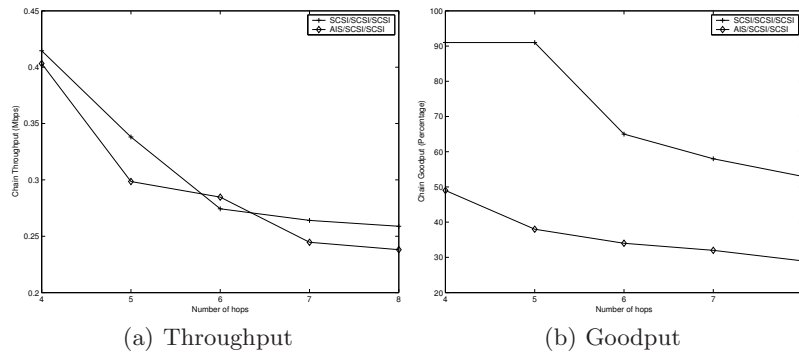 0.45
0.4
0.35
0.3
0.25
0.2
4
5
6
7
8
Chain Throughput (Mbps)
Number of hops
SCSI/SCSI/SCSI
AIS/SCSI/SCSI
(a) Throughput
100
90
80
70
60
50
40
30
20
4
5
6
7
Chain Goodput (Percentage)
Number of hops
SCSI/SCSI/SCSI
AIS/SCSI/SCSI
(b) Goodput